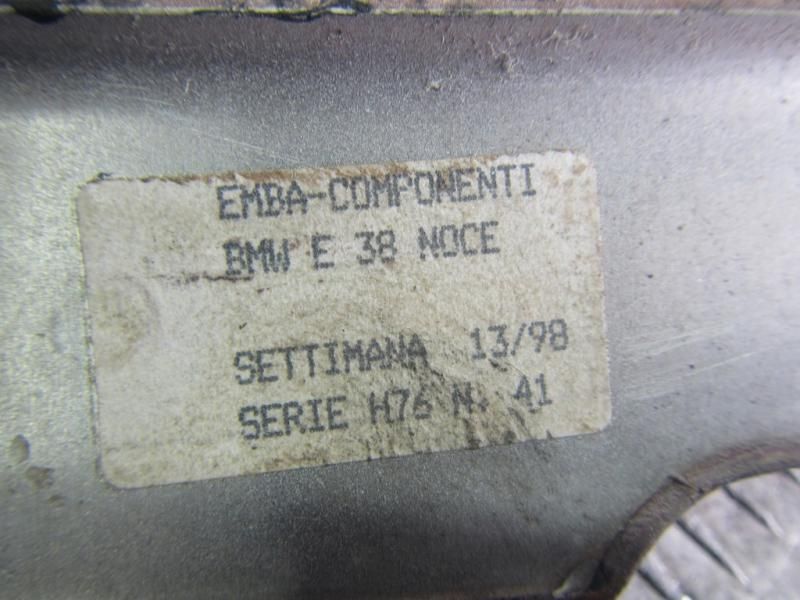 EMBA-COMPONENTI
BMW E 38 NOCE
SETTIMANA 13/98
SERIE H76 N. 41